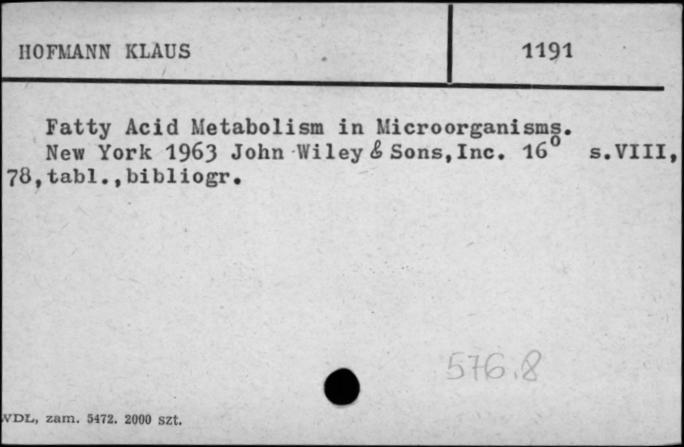 HOFMANN KLAUS 1191
Fatty Acid Metabolism in Microorganisms.
New York 1963 John Wiley & Sons,Inc. 16° s.VIII,
78,tabl.,bibliogr.
576.8
WDL, zam. 5472. 2000 szt.